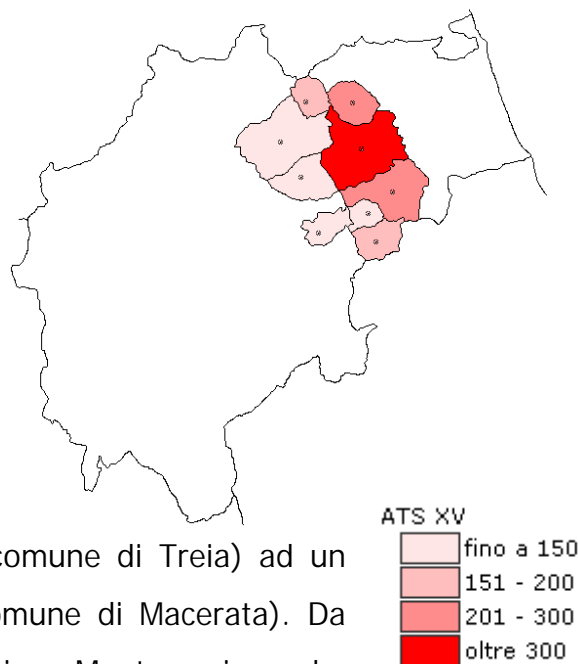 ATS XV
fino a 150
151 - 200
201 - 300
oltre 300
comune di Treia) ad un
omune di Macerata). Da